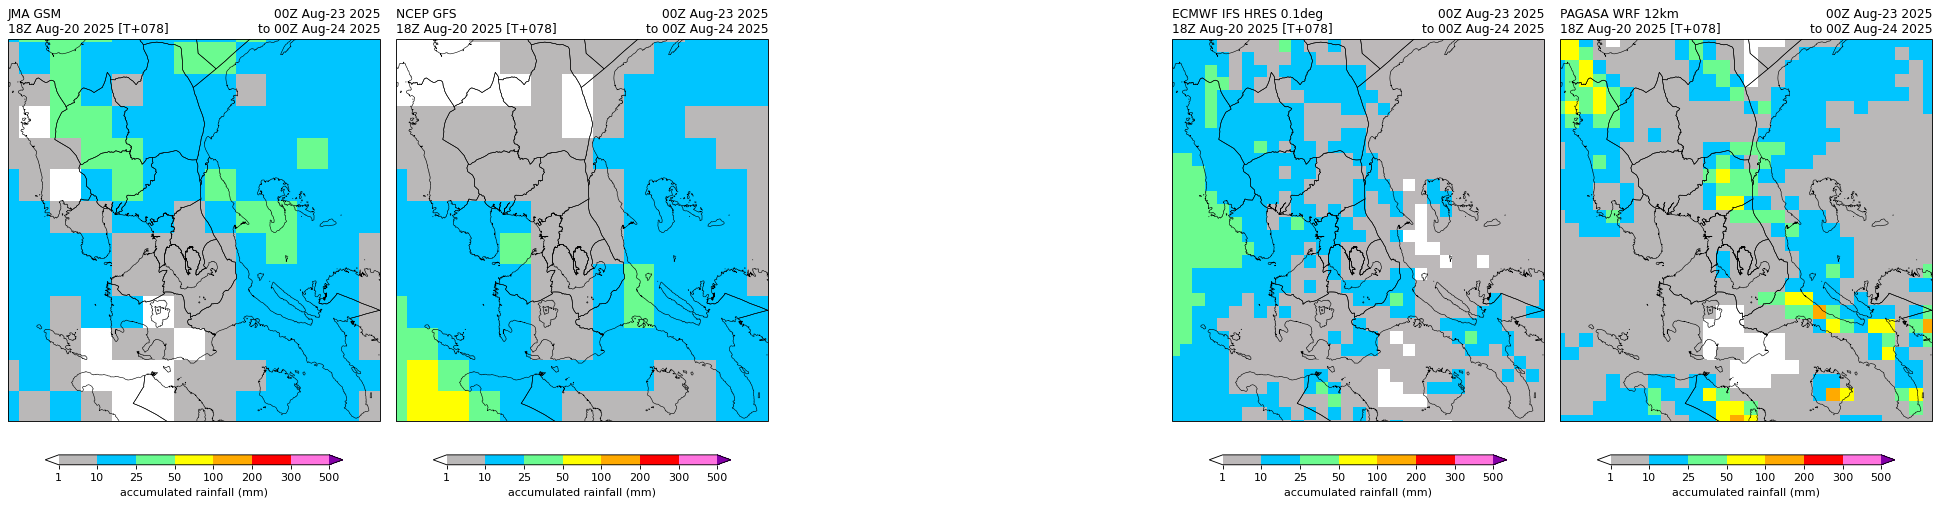 JMA GSM 00Z Aug-23 2025
18Z Aug-20 2025 [T+078] to 00Z Aug-24 2025
1 10 25 50 100 200 300 500
accumulated rainfall (mm)
NCEP GFS 00Z Aug-23 2025
18Z Aug-20 2025 [T+078] to 00Z Aug-24 2025
1 10 25 50 100 200 300 500
accumulated rainfall (mm)
ECMWF IFS HRES 0.1deg 00Z Aug-23 2025
18Z Aug-20 2025 [T+078] to 00Z Aug-24 2025
1 10 25 50 100 200 300 500
accumulated rainfall (mm)
PAGASA WRF 12km 00Z Aug-23 2025
18Z Aug-20 2025 [T+078] to 00Z Aug-24 2025
1 10 25 50 100 200 300 500
accumulated rainfall (mm)